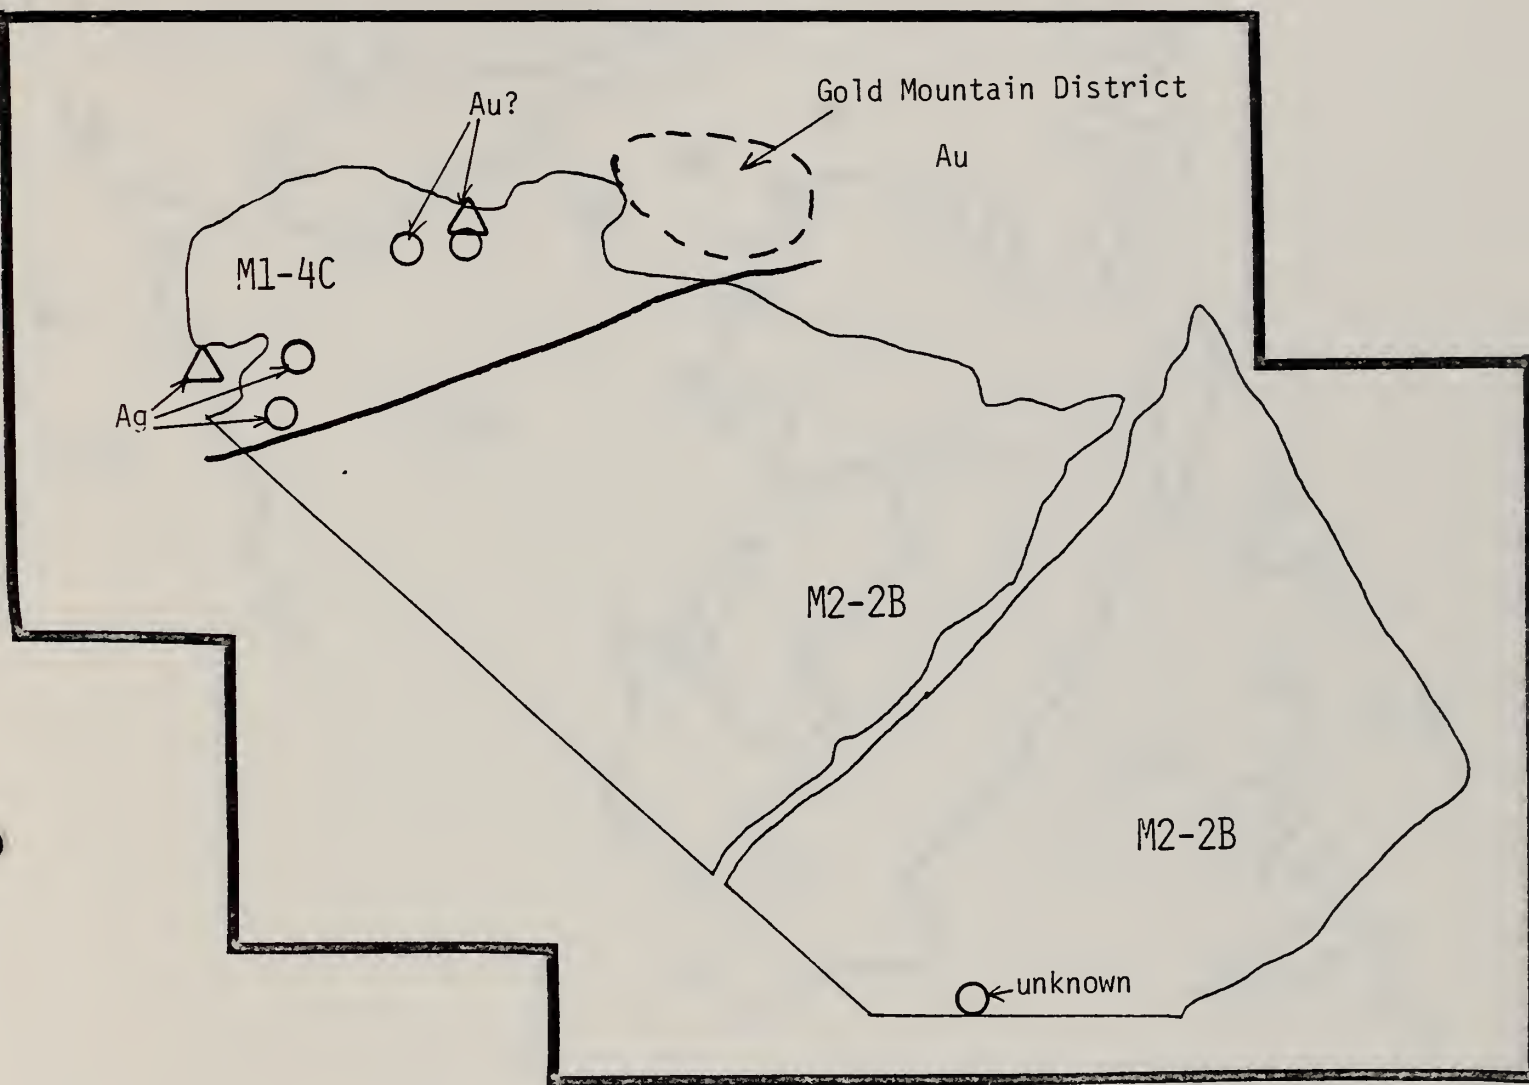 Gold Mountain District
Au?
Au
M1-4C
Ag
M2-2B
M2-2B
unknown